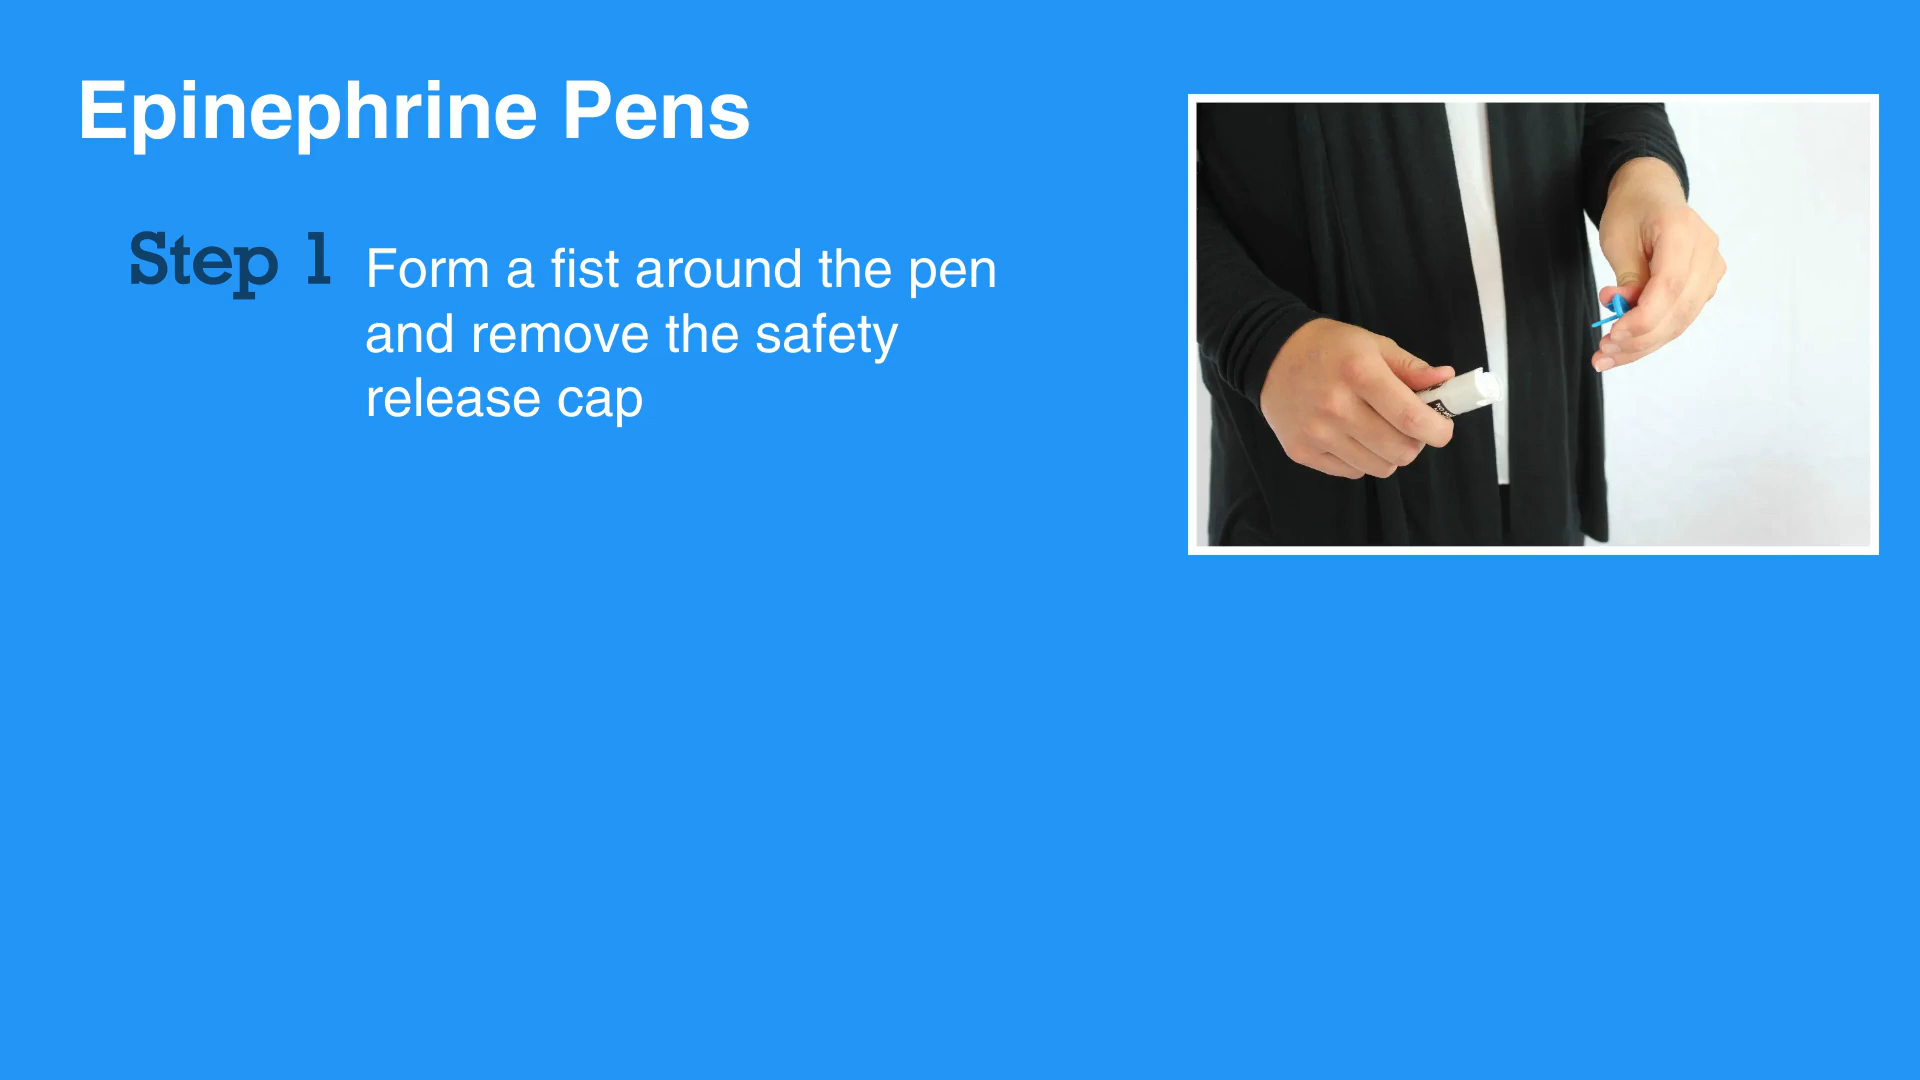 Epinephrine Pens
Step 1 Form a fist around the pen
and remove the safety
release cap